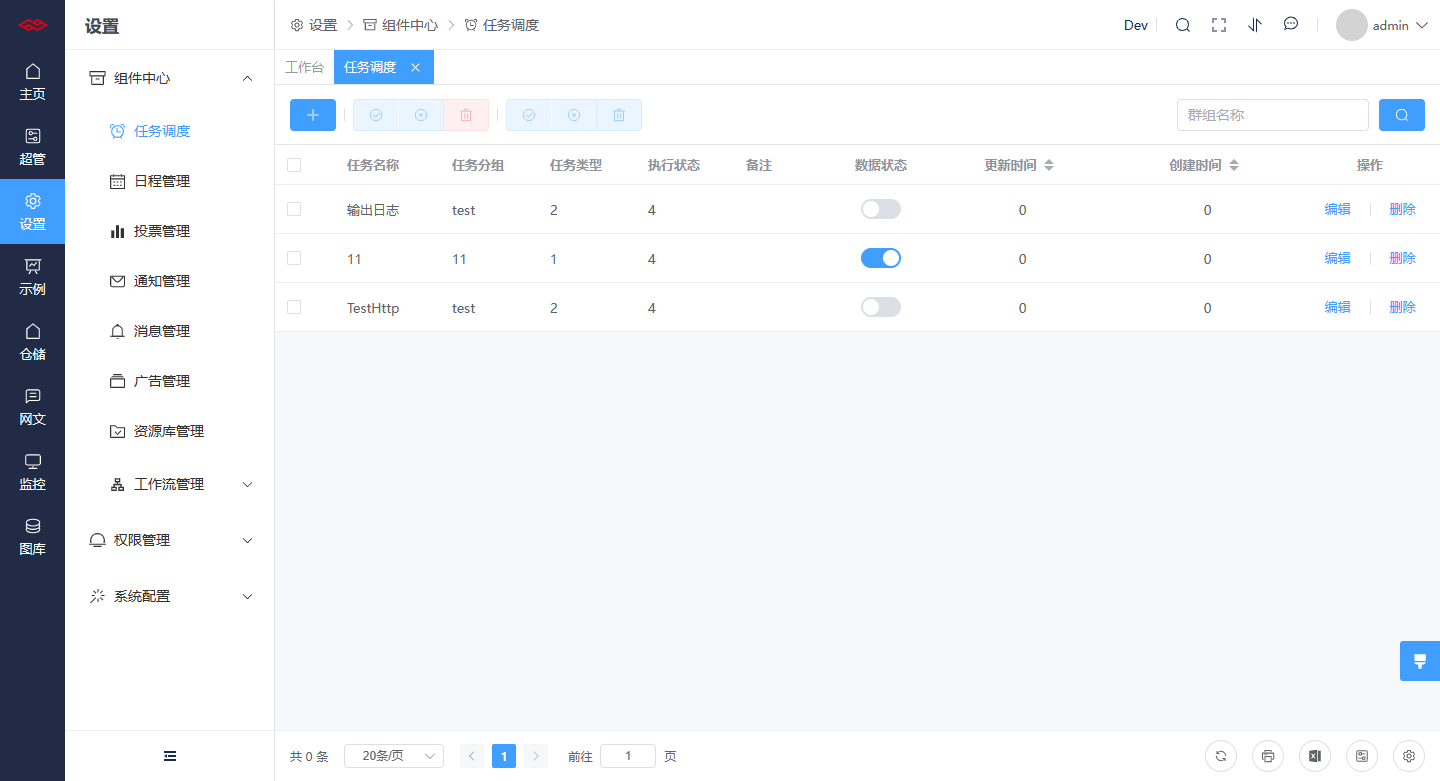 设置
设置 组件中心 任务调度
Dev admin
主页
超管
设置
示例
仓储
网文
监控
图库
组件中心
任务调度
日程管理
投票管理
通知管理
消息管理
广告管理
资源库管理
工作流管理
权限管理
系统配置
工作台 任务调度
群组名称
任务名称 任务分组 任务类型 执行状态 备注 数据状态 更新时间 创建时间 操作
输出日志 test 2 4 0 0 编辑 删除
11 11 1 4 0 0 编辑 删除
TestHttp test 2 4 0 0 编辑 删除
共 0 条 20条/页 1 前往 1 页